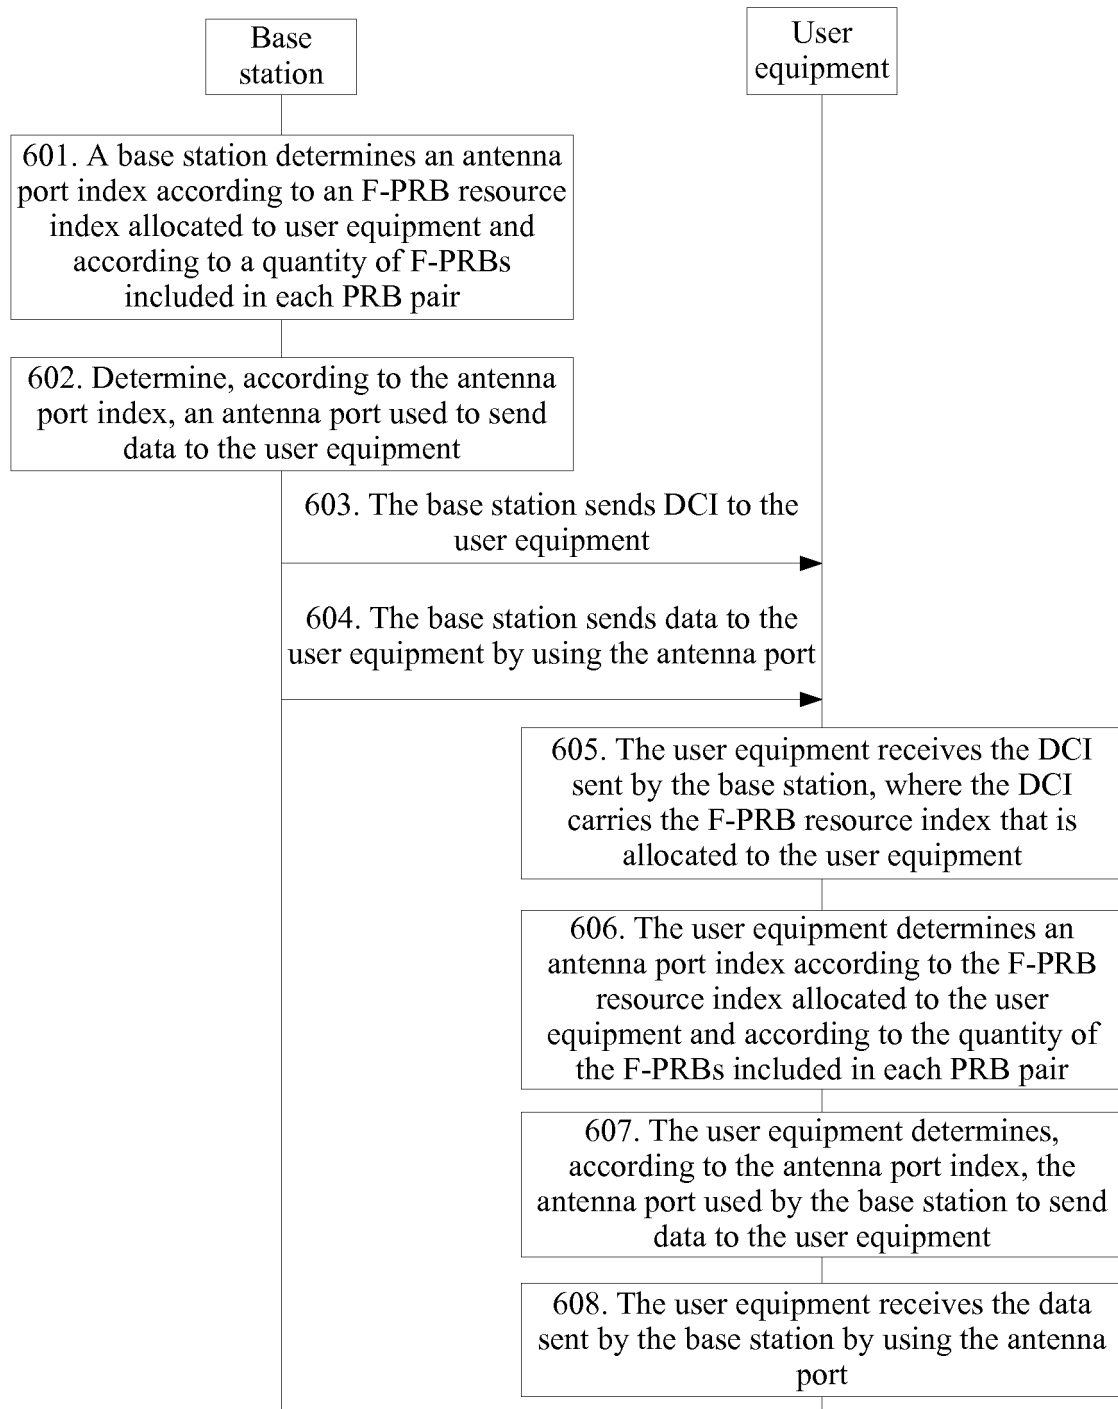 Base
station
User
equipment
601. A base station determines an antenna
port index according to an F-PRB resource
index allocated to user equipment and
according to a quantity of F-PRBs
included in each PRB pair
602. Determine, according to the antenna
port index, an antenna port used to send
data to the user equipment
603. The base station sends DCI to the
user equipment
604. The base station sends data to the
user equipment by using the antenna port
605. The user equipment receives the DCI
sent by the base station, where the DCI
carries the F-PRB resource index that is
allocated to the user equipment
606. The user equipment determines an
antenna port index according to the F-PRB
resource index allocated to the user
equipment and according to the quantity of
the F-PRBs included in each PRB pair
607. The user equipment determines,
according to the antenna port index, the
antenna port used by the base station to send
data to the user equipment
608. The user equipment receives the data
sent by the base station by using the antenna
port